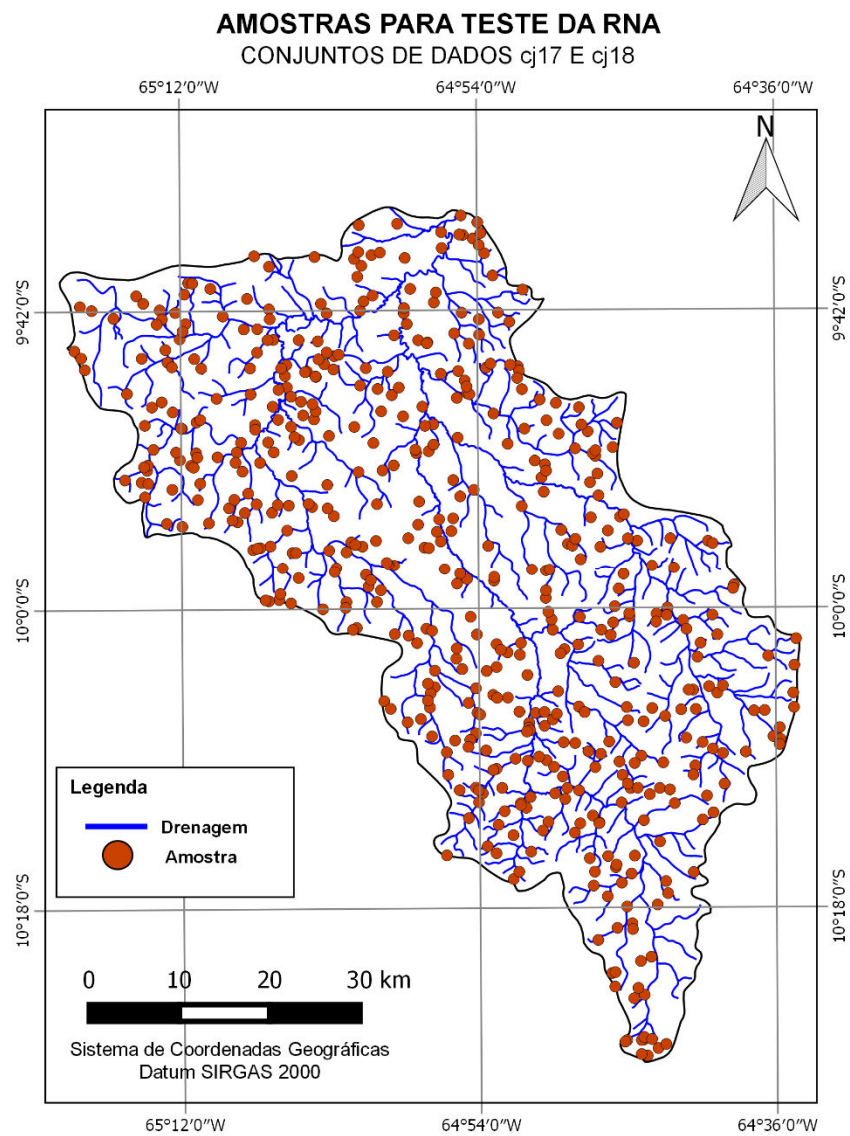 AMOSTRAS PARA TESTE DA RNA
CONJUNTOS DE DADOS cj17 E cj18
65°12'0"W
64°54'0"W
64°36'0"W
N
9°42'0"S
9°42'0"S
10°0'0"S
10°0'0"S
Legenda
Drenagem
Amostra
10°18'0"S
10°18'0"S
0 10 20 30 km
Sistema de Coordenadas Geográficas
Datum SIRGAS 2000
65°12'0"W
64°54'0"W
64°36'0"W